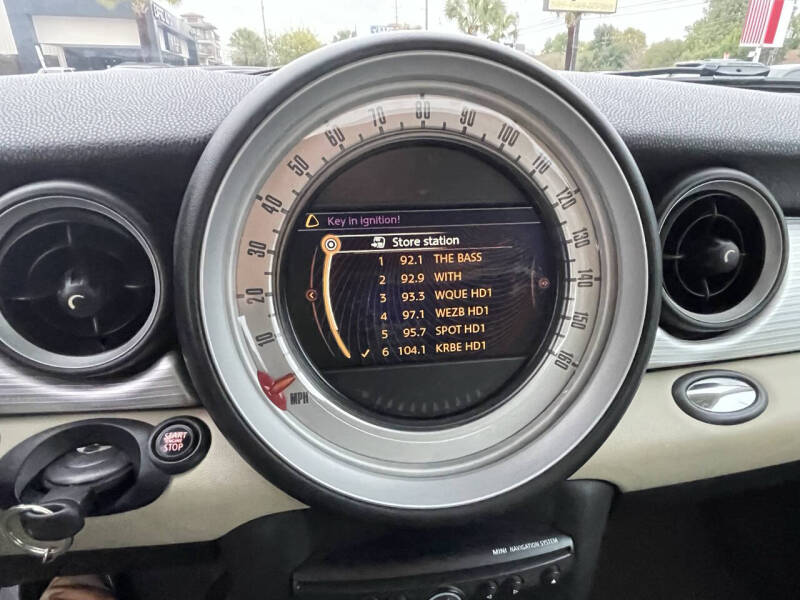 Key in ignition!
Store station
1 92.1 THE BASS
2 92.9 WITH
3 93.3 WQUE HD1
4 97.1 WEZB HD1
5 95.7 SPOT HD1
6 104.1 KRBE HD1
10 20 30 40 50 60 70 80 90 100 110 120 130 140 150 160
MPH
START
ENGINE
STOP
MINI NAVIGATION SYSTEM